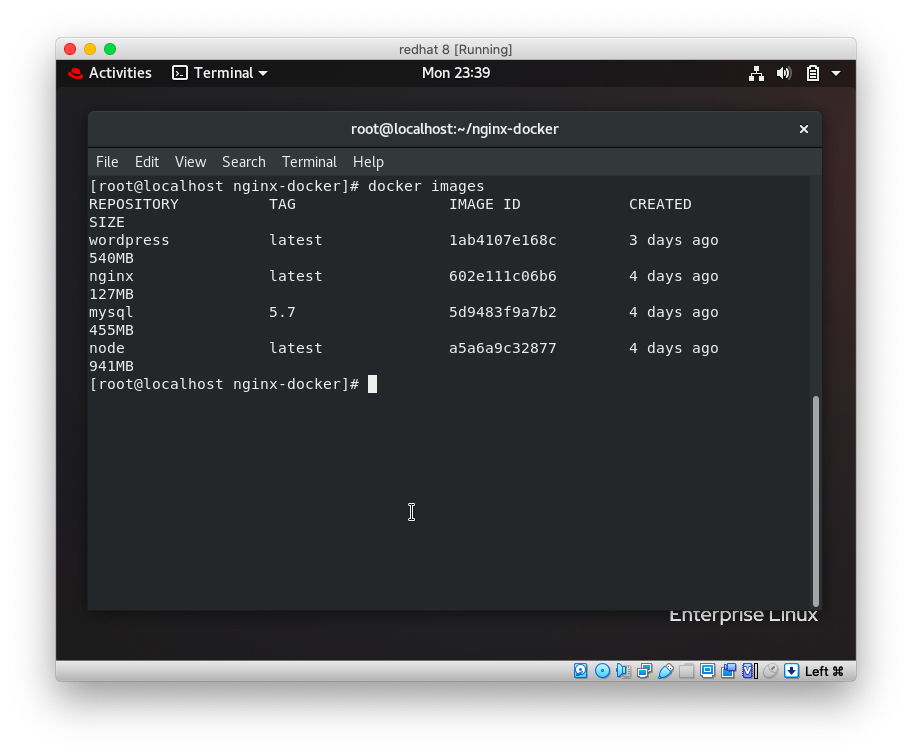 redhat 8 [Running]
Activities Terminal Mon 23:39
root@localhost:~/nginx-docker ×
File Edit View Search Terminal Help
[root@localhost nginx-docker]# docker images
REPOSITORY TAG IMAGE ID CREATED
SIZE
wordpress latest 1ab4107e168c 3 days ago
540MB
nginx latest 602e111c06b6 4 days ago
127MB
mysql 5.7 5d9483f9a7b2 4 days ago
455MB
node latest a5a6a9c32877 4 days ago
941MB
[root@localhost nginx-docker]#
Enterprise Linux
Left ⌘